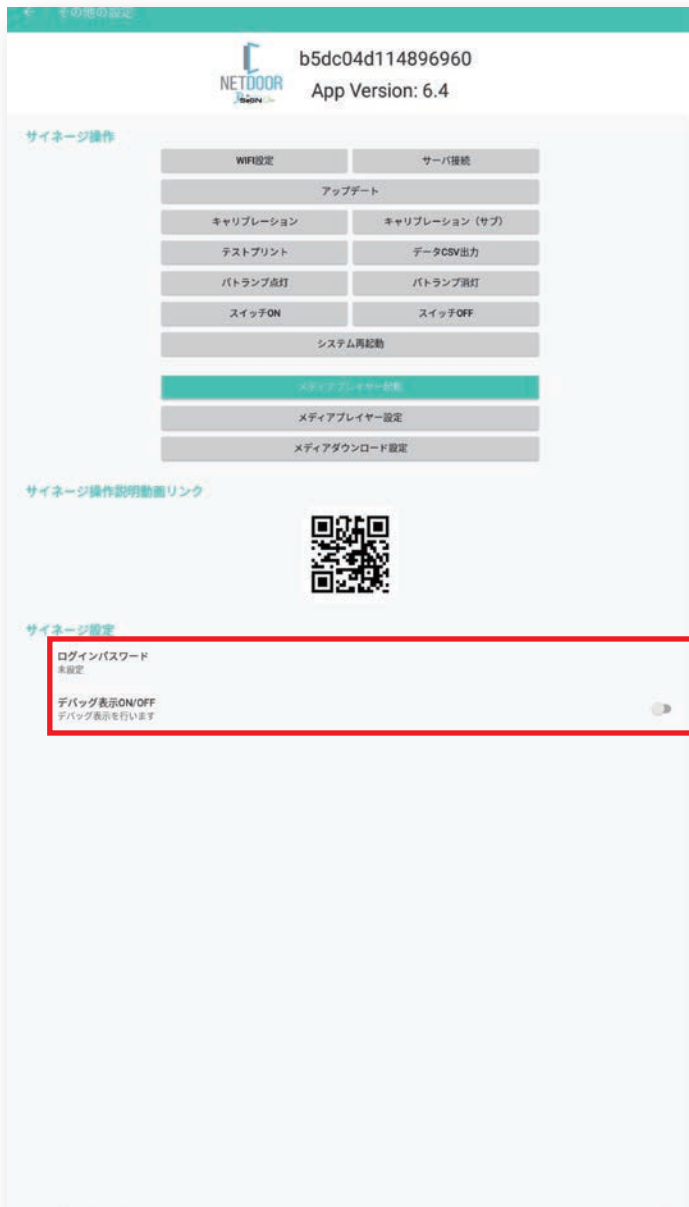 ← その他の設定
b5dc04d114896960
NETDOOR
App Version: 6.4
サイネージ操作
WIFI設定 サーバ接続
アップデート
キャリブレーション キャリブレーション（サブ）
テストプリント データCSV出力
パトランプ点灯 パトランプ消灯
スイッチON スイッチOFF
システム再起動
メディアプレイヤー起動
メディアプレイヤー設定
メディアダウンロード設定
サイネージ操作説明動画リンク
サイネージ設定
ログインパスワード
未設定
デバッグ表示ON/OFF
デバッグ表示を行います